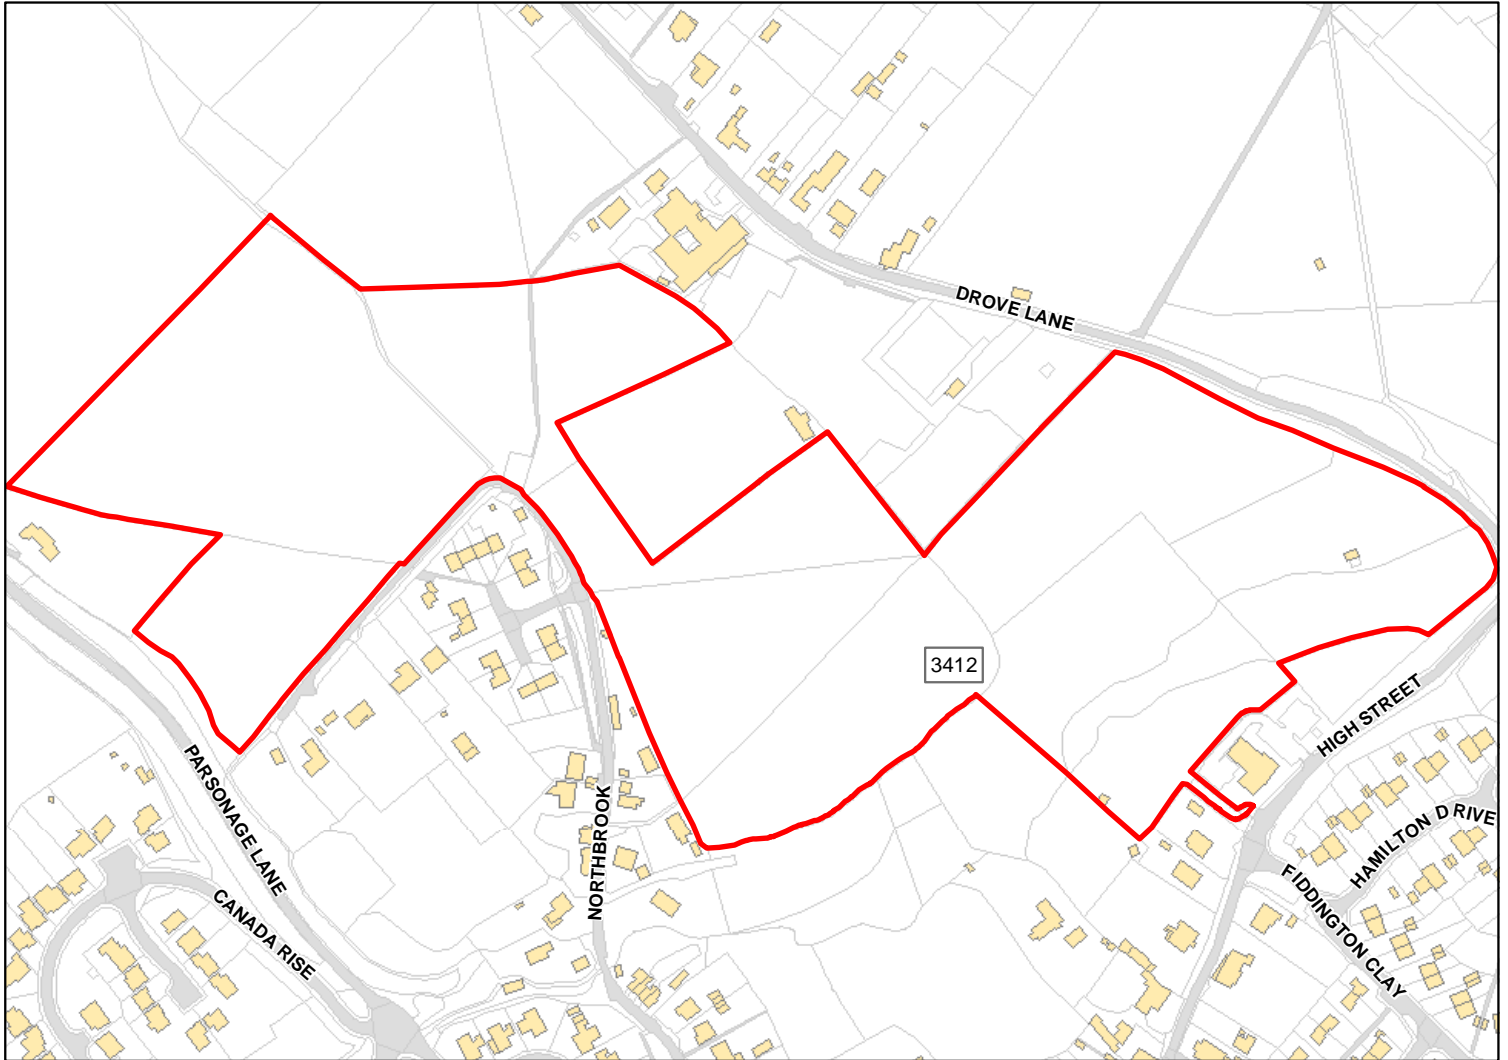 DROVE LANE
3412
HIGH STREET
PARSONAGE LANE
HAMILTON DRIVE
NORTHBROOK
CANADA RISE
FIDDINGTON CLAY